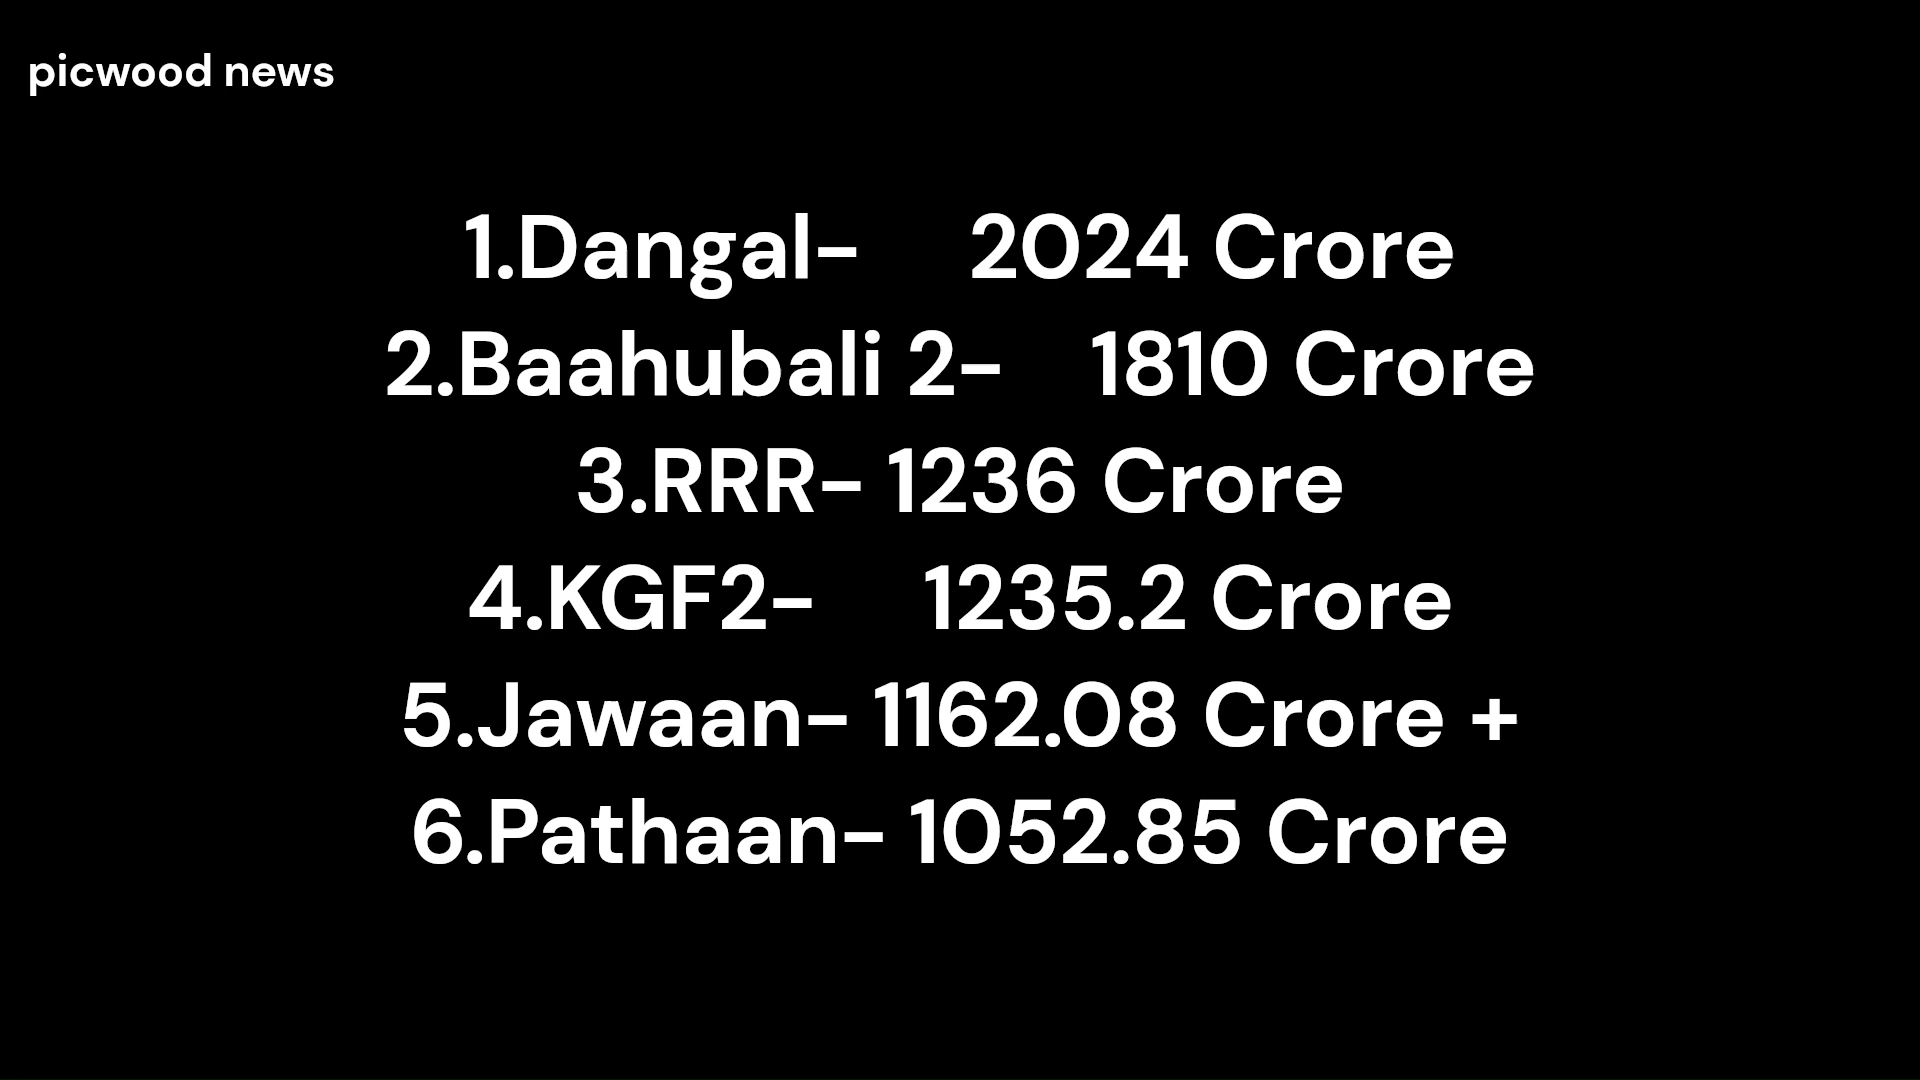 picwood news
1.Dangal- 2024 Crore
2.Baahubali 2- 1810 Crore
3.RRR- 1236 Crore
4.KGF2- 1235.2 Crore
5.Jawaan- 1162.08 Crore +
6.Pathaan- 1052.85 Crore